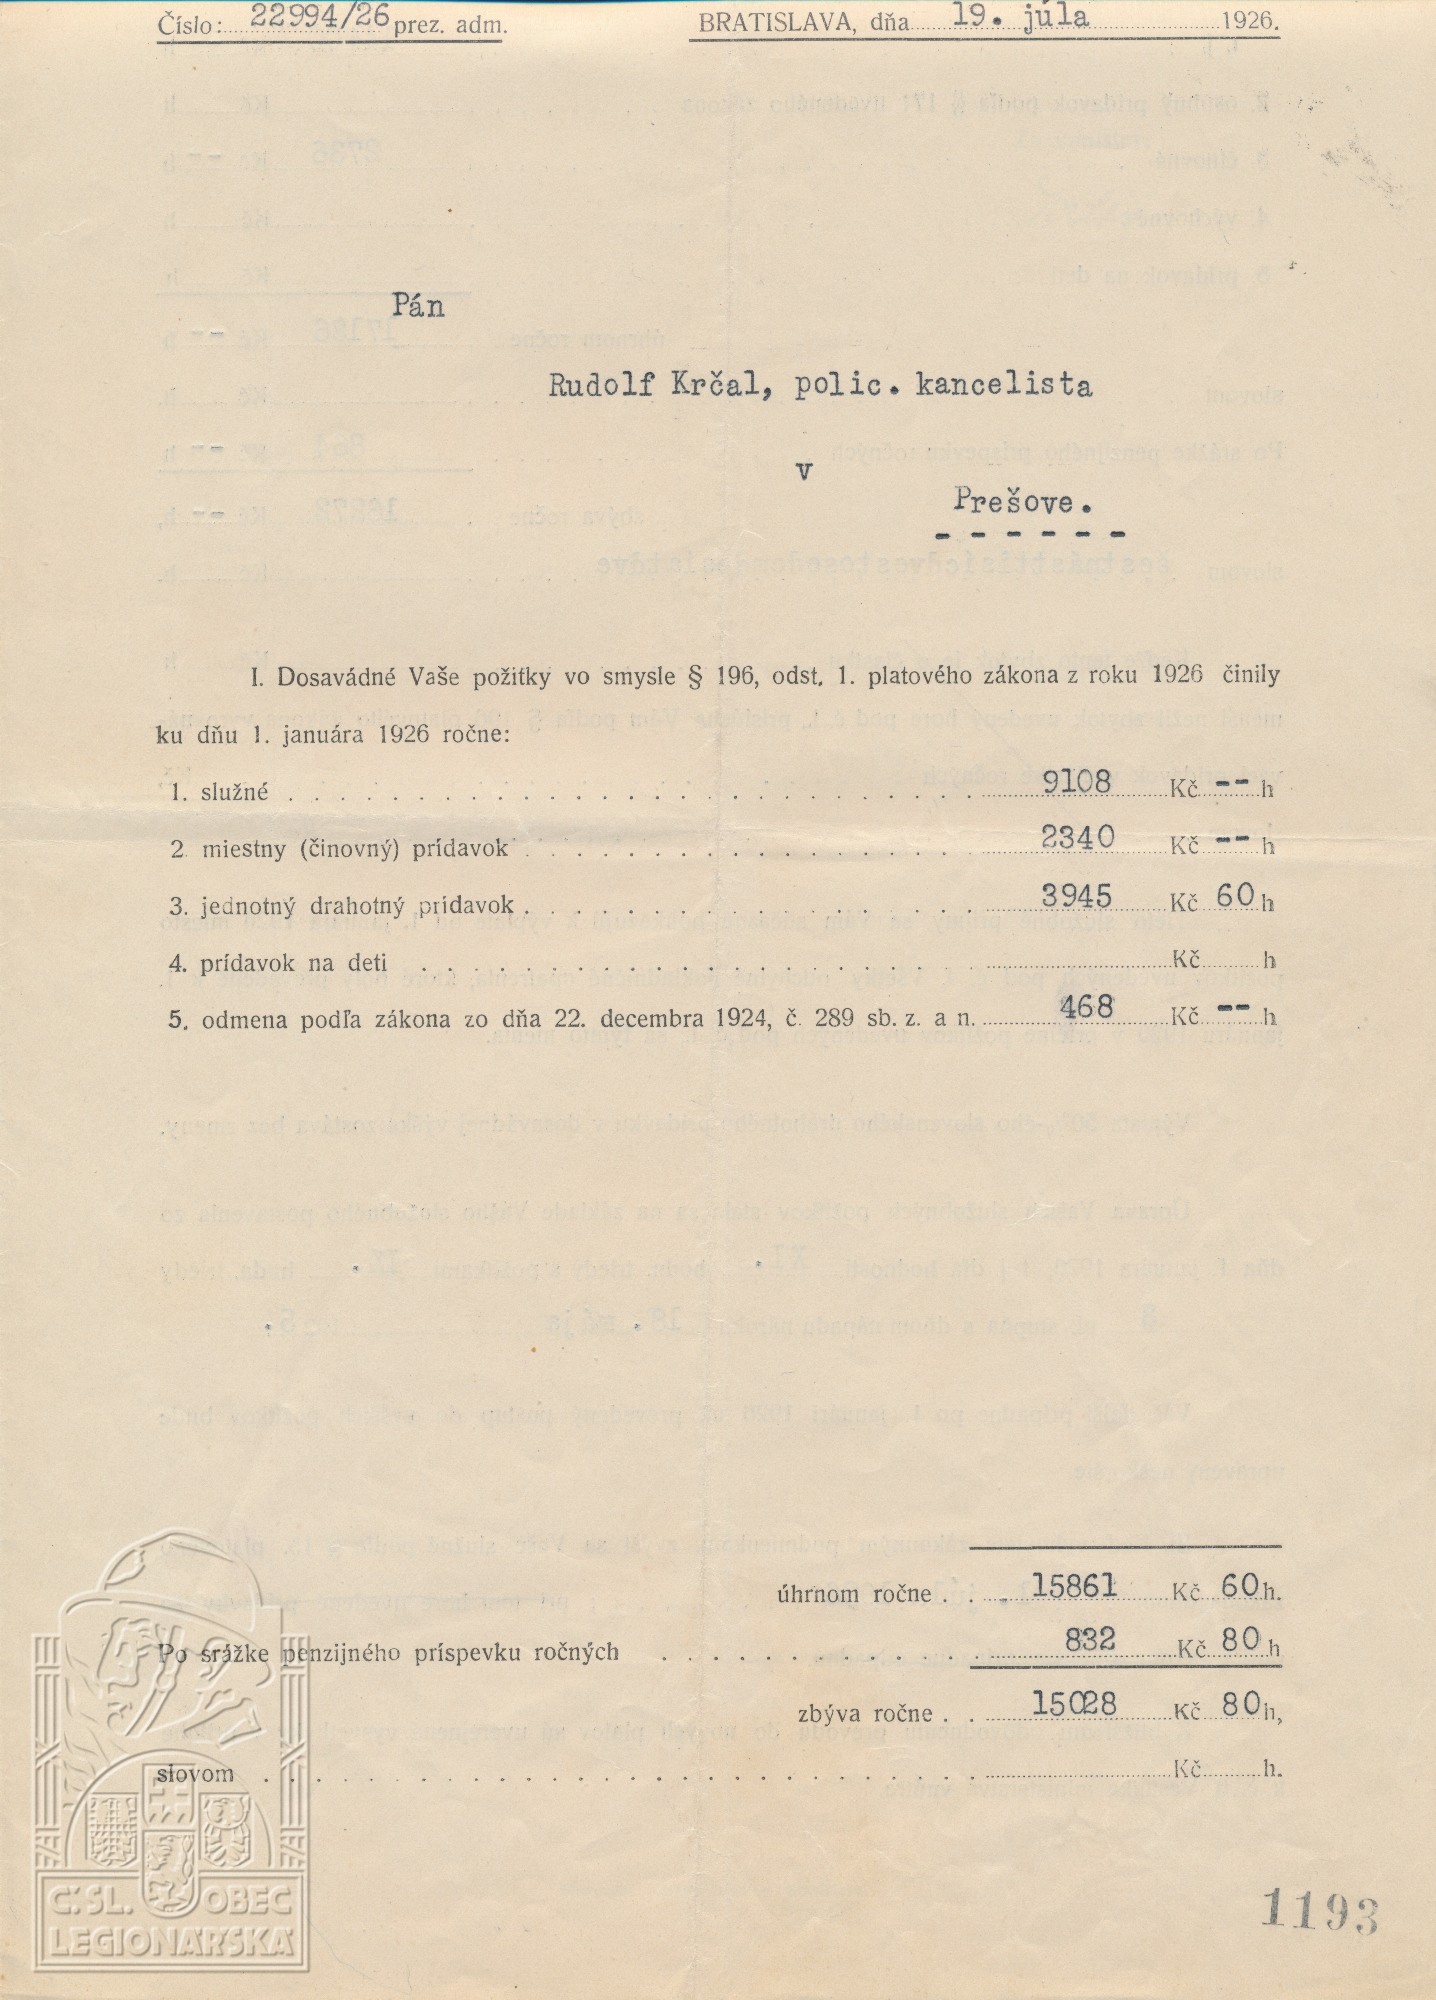 Číslo: 22994/26 prez. adm. BRATISLAVA, dňa 19. júla 1926.
Pán
Rudolf Krčal, polic. kancelista
v
Prešove.
------
I. Dosavádné Vaše požitky vo smysle § 196, odst. 1. platového zákona z roku 1926 činily
ku dňu 1. januára 1926 ročne:
1. služné . . . . . 9108 Kč -- h
2. miestny (činovný) prídavok . . . . . 2340 Kč -- h
3. jednotný drahotný prídavok . . . . . 3945 Kč 60 h
4. prídavok na deti . . . . . Kč h
5. odmena podľa zákona zo dňa 22. decembra 1924, č. 289 sb. z. a n. 468 Kč -- h
úhrnom ročne . . 15861 Kč 60 h.
Po srážke penzijného príspevku ročných . . . . . 832 Kč 80 h
zbýva ročne . . 15028 Kč 80 h,
slovom . . . . . Kč h.
Č.SL. OBEC
LEGIONÁŘSKÁ
1193